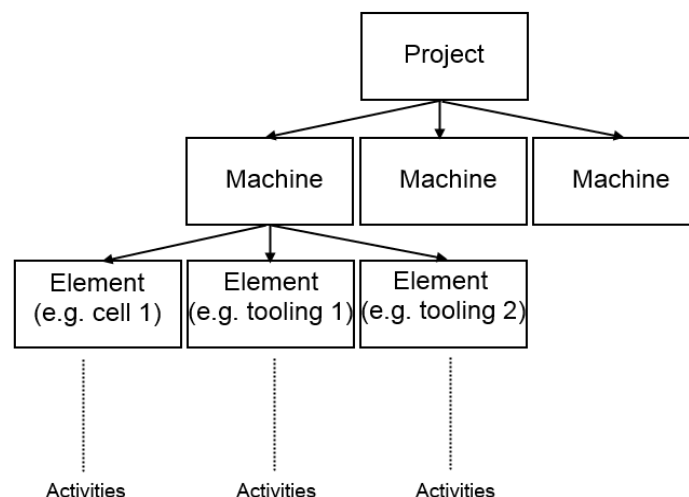 Project
Machine
Machine
Machine
Element
(e.g. cell 1)
Element
(e.g. tooling 1)
Element
(e.g. tooling 2)
Activities
Activities
Activities